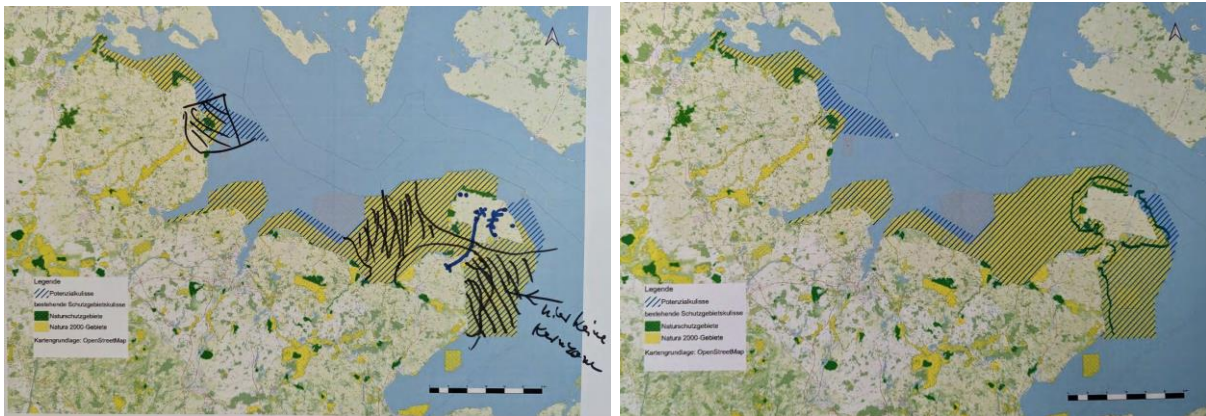 Legende
Potenzialkulisse
bestehende Schutzgebietskulisse
Naturschutzgebiete
Natura 2000-Gebiete
Kartengrundlage: OpenStreetMap
hier keine
Kernzone
Legende
Potenzialkulisse
bestehende Schutzgebietskulisse
Naturschutzgebiete
Natura 2000-Gebiete
Kartengrundlage: OpenStreetMap